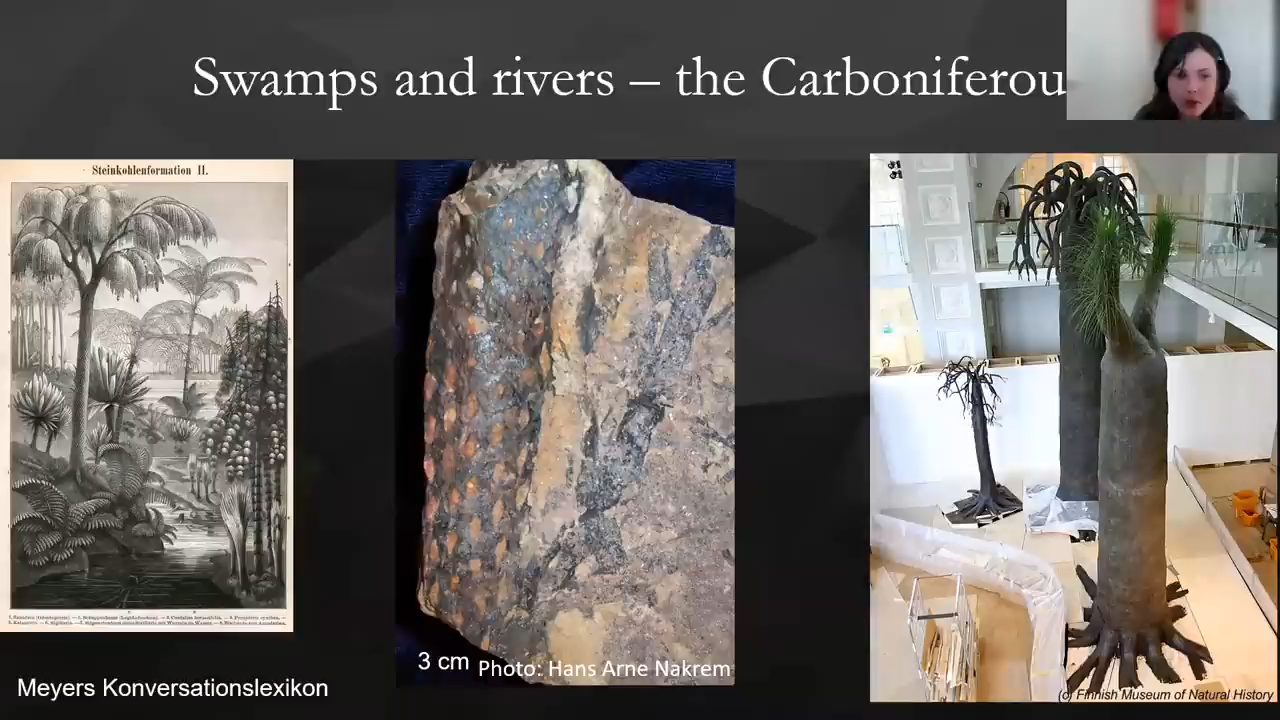 Swamps and rivers – the Carboniferou
Steinkohlenformation II.
3 cm
Photo: Hans Arne Nakrem
Meyers Konversationslexikon
(c) Finnish Museum of Natural History